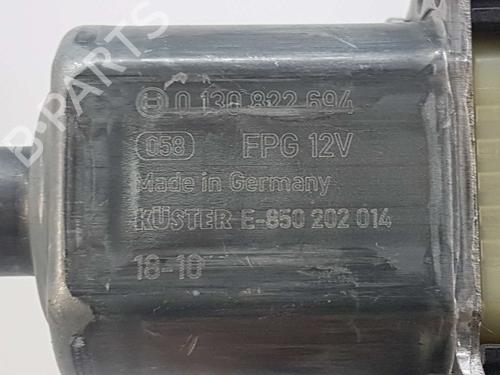 0 130 822 694
058 FPG 12V
Made in Germany
KÜSTER E-850 202 014
18-10
B-PARTS